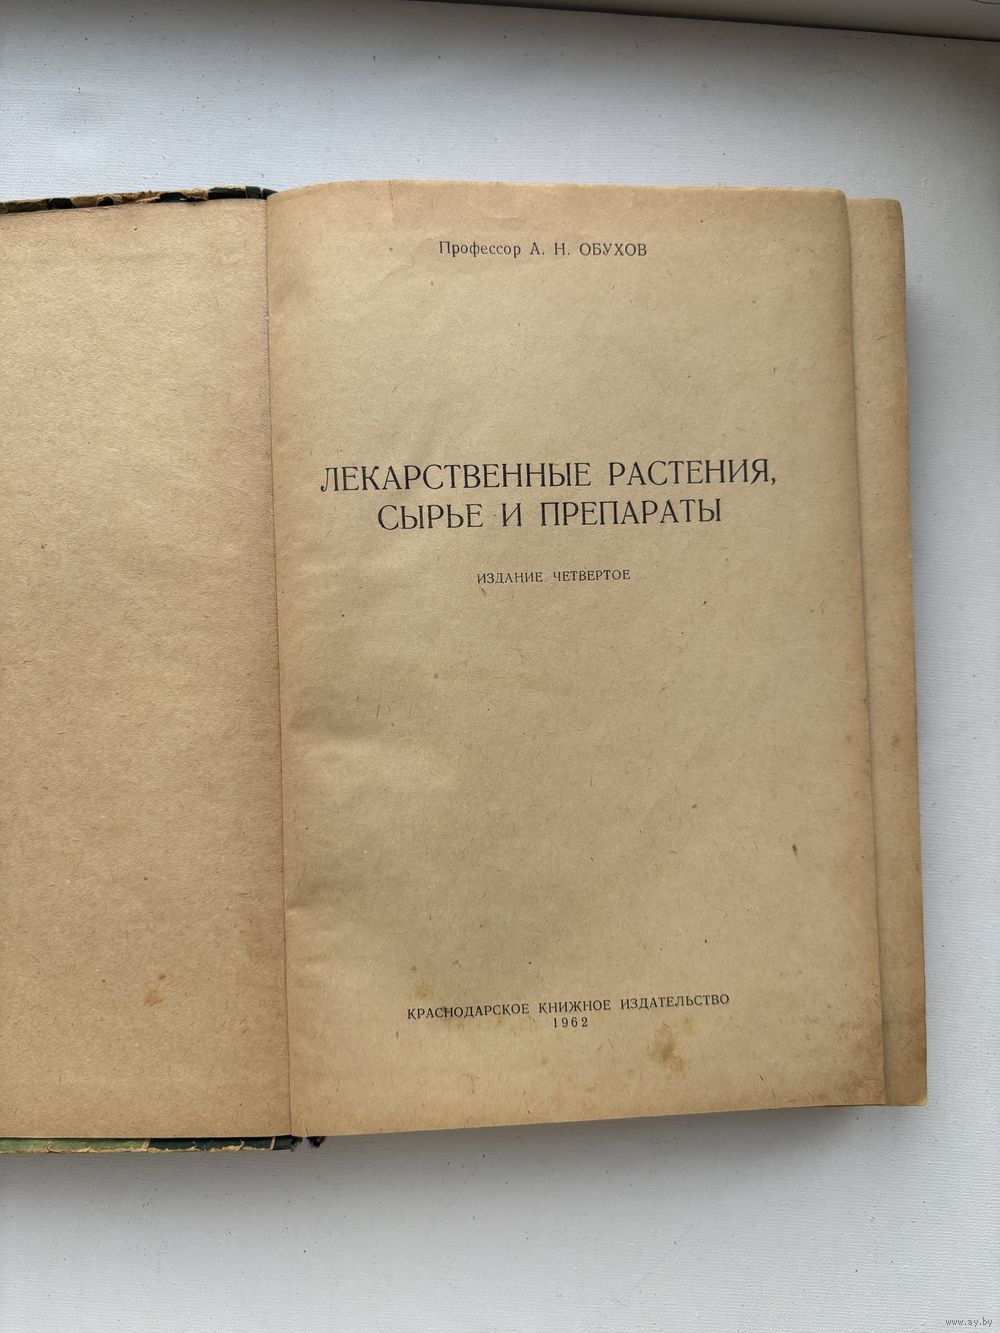 Профессор А. Н. ОБУХОВ
ЛЕКАРСТВЕННЫЕ РАСТЕНИЯ,
СЫРЬЕ И ПРЕПАРАТЫ
ИЗДАНИЕ ЧЕТВЕРТОЕ
КРАСНОДАРСКОЕ КНИЖНОЕ ИЗДАТЕЛЬСТВО
1962
www.ay.by